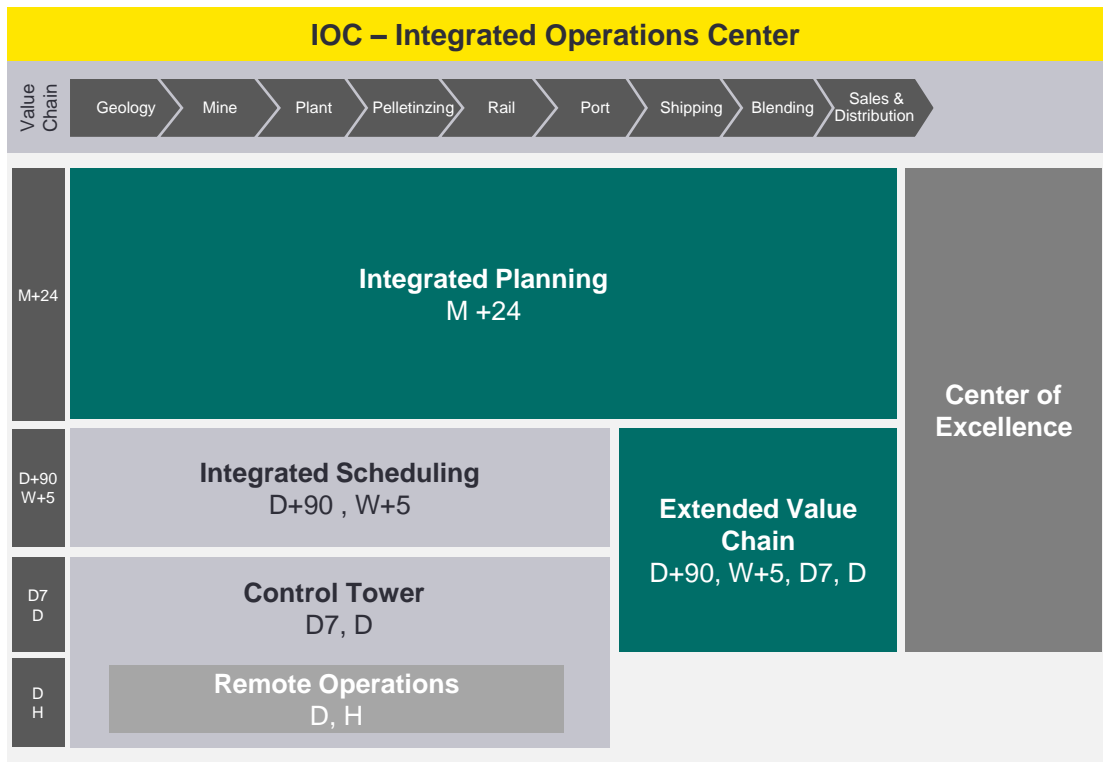 IOC – Integrated Operations Center
Value
Chain
Geology
Mine
Plant
Pelletinzing
Rail
Port
Shipping
Blending
Sales &
Distribution
M+24
Integrated Planning
M +24
Center of
Excellence
D+90
W+5
Integrated Scheduling
D+90 , W+5
Extended Value
Chain
D+90, W+5, D7, D
D7
D
Control Tower
D7, D
D
H
Remote Operations
D, H